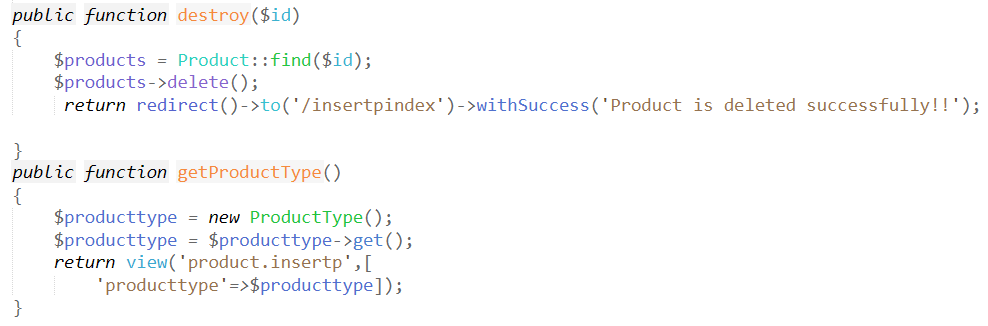 public function destroy($id)
{
    $products = Product::find($id);
    $products->delete();
     return redirect()->to('/insertpindex')->withSuccess('Product is deleted successfully!!');

}
public function getProductType()
{
    $producttype = new ProductType();
    $producttype = $producttype->get();
    return view('product.insertp',[
        'producttype'=>$producttype]);
}